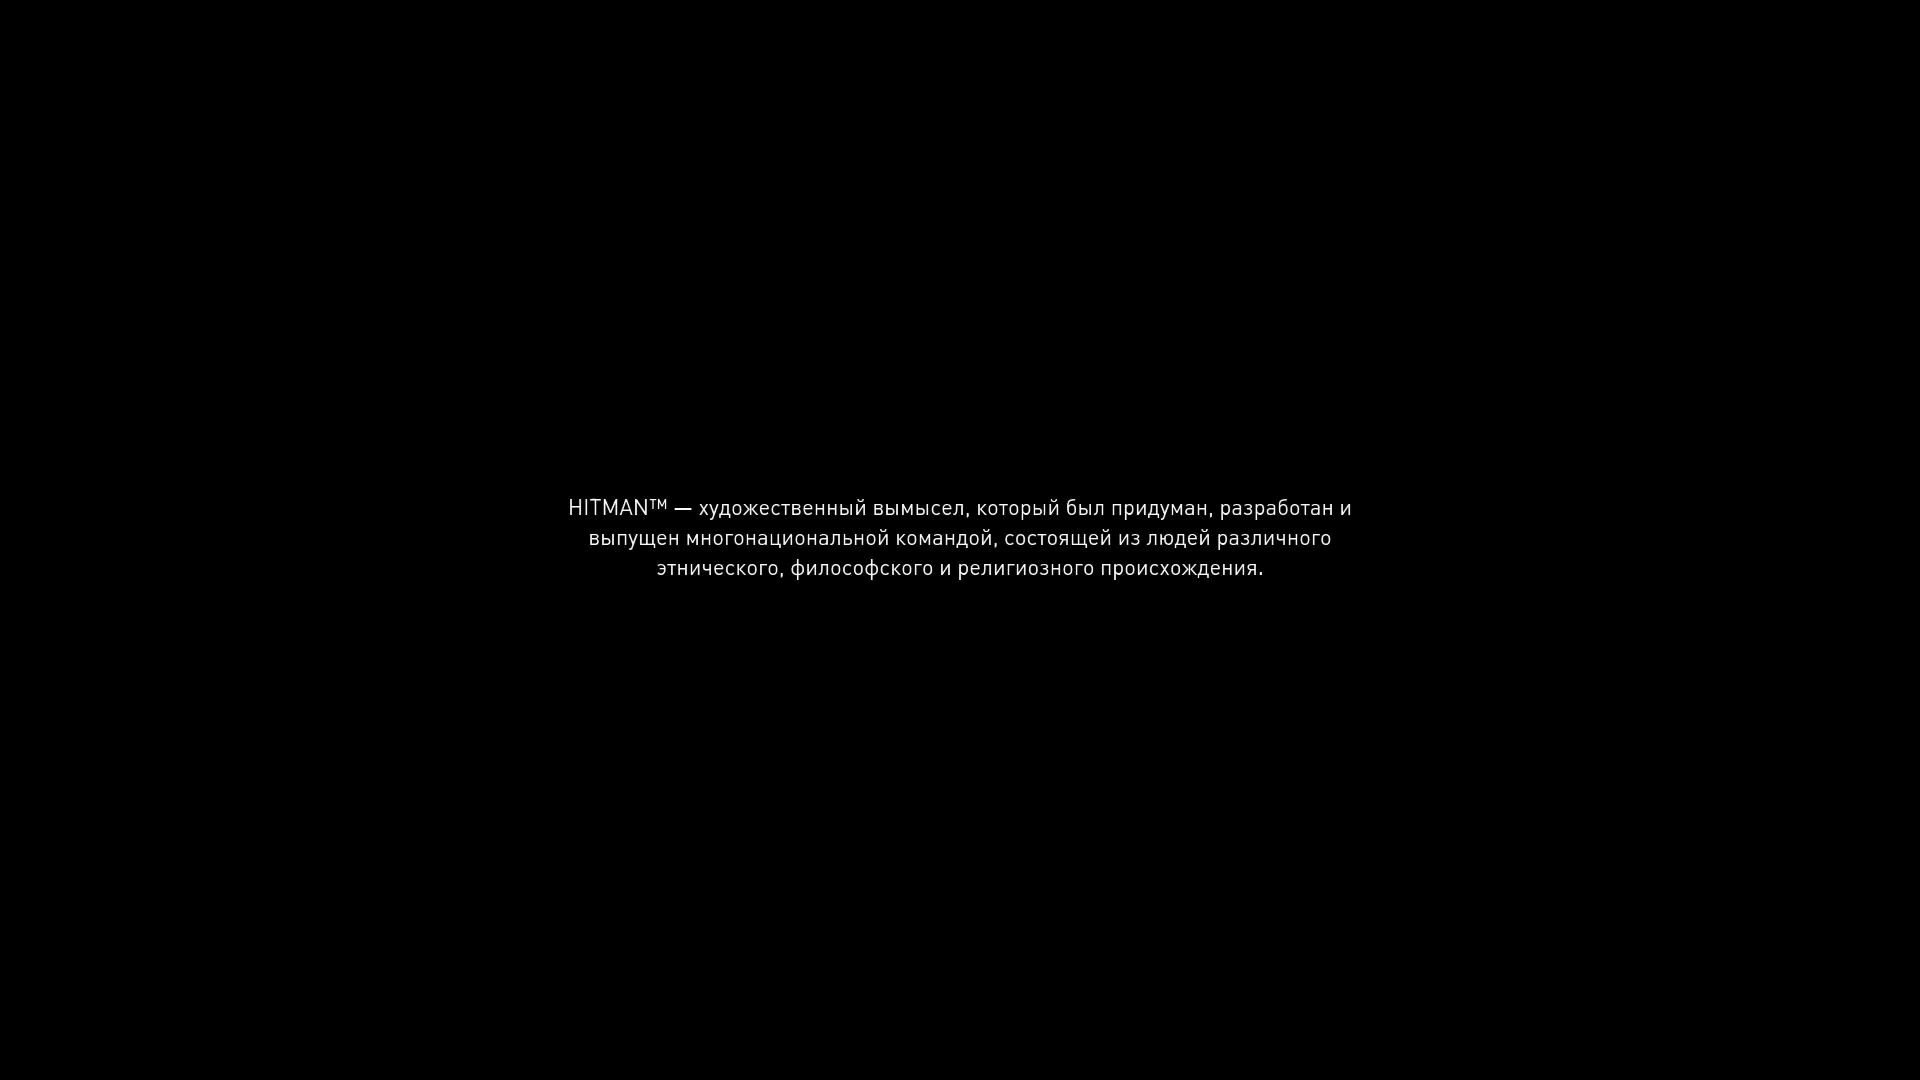 HITMAN™ — художественный вымысел, который был придуман, разработан и
выпущен многонациональной командой, состоящей из людей различного
этнического, философского и религиозного происхождения.